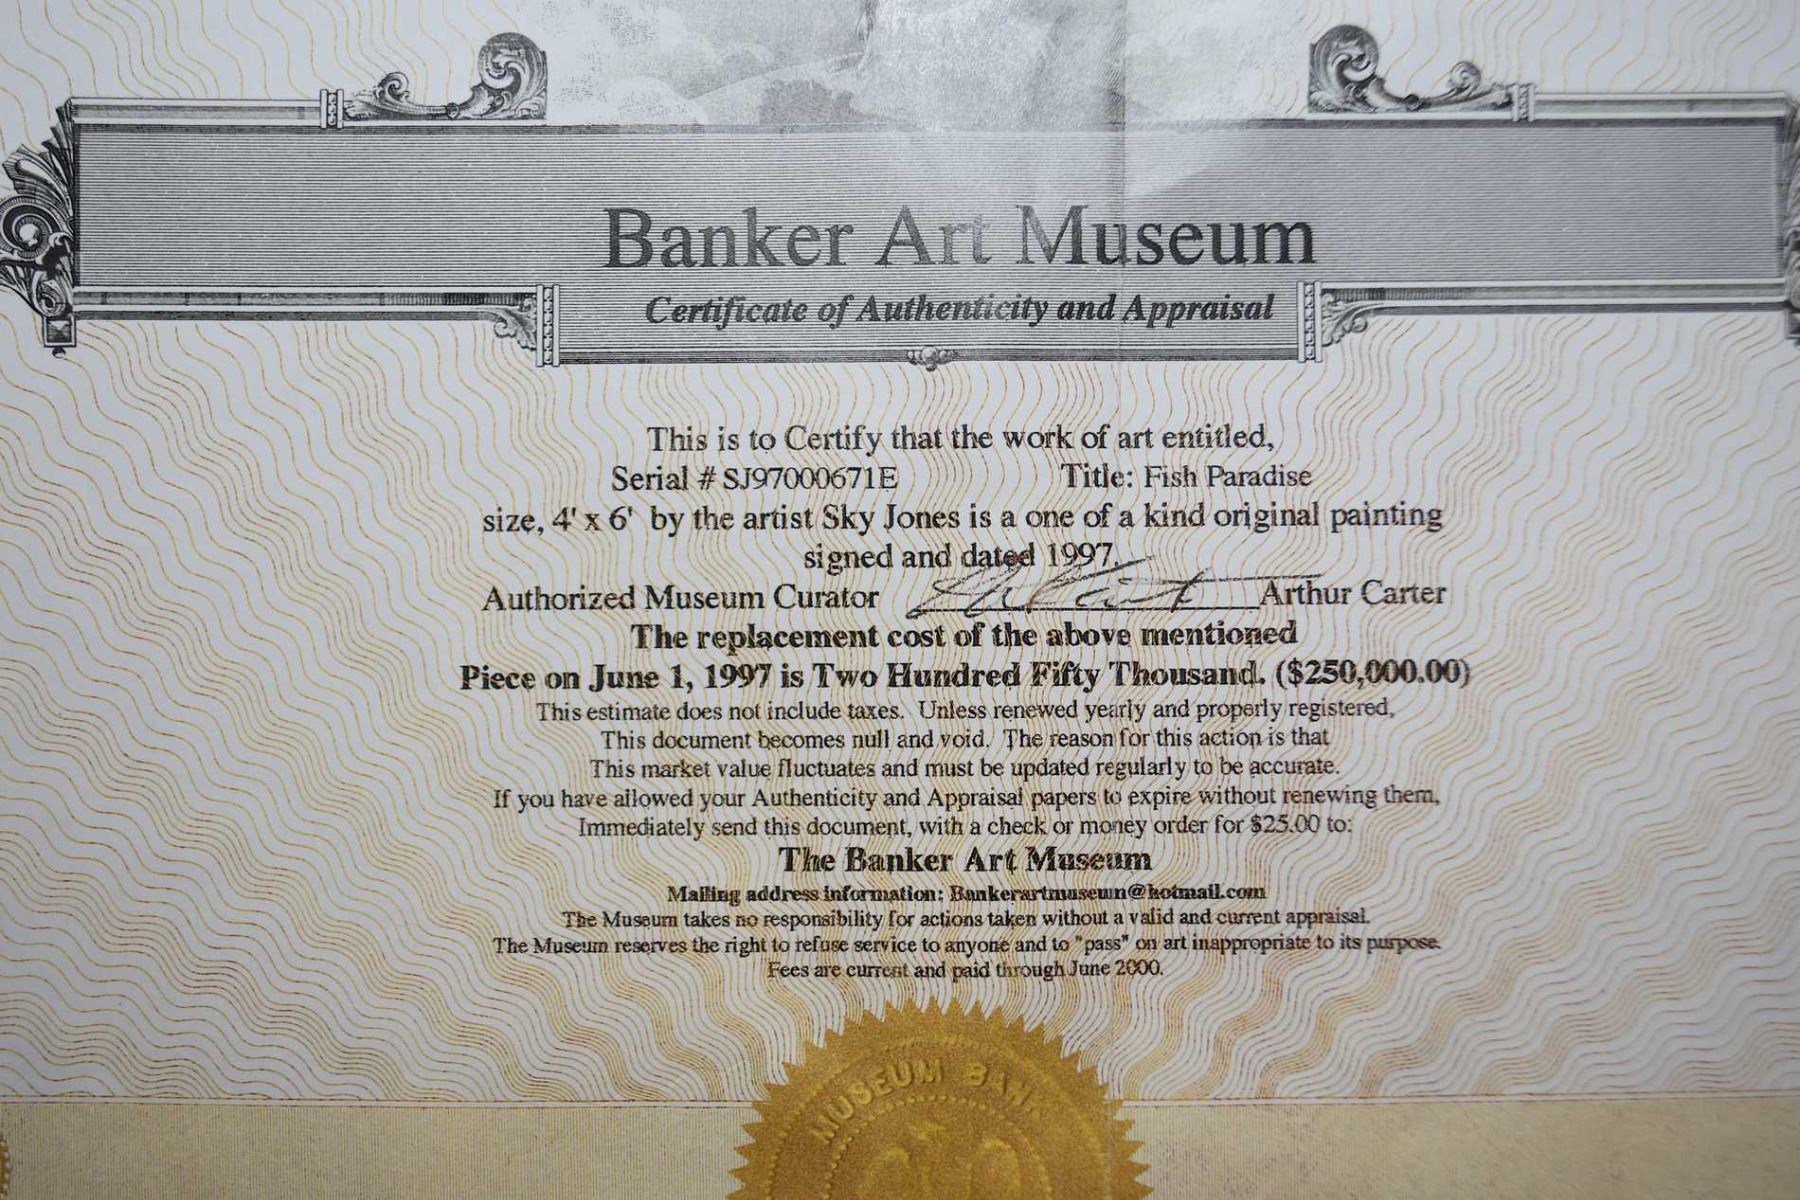 Banker Art Museum
Certificate of Authenticity and Appraisal
This is to Certify that the work of art entitled,
Serial # SJ97000671E Title: Fish Paradise
size, 4' x 6' by the artist Sky Jones is a one of a kind original painting
signed and dated 1997.
Authorized Museum Curator Arthur Carter
The replacement cost of the above mentioned
Piece on June 1, 1997 is Two Hundred Fifty Thousand. ($250,000.00)
This estimate does not include taxes. Unless renewed yearly and properly registered,
This document becomes null and void. The reason for this action is that
This market value fluctuates and must be updated regularly to be accurate.
If you have allowed your Authenticity and Appraisal papers to expire without renewing them,
Immediately send this document, with a check or money order for $25.00 to:
The Banker Art Museum
Mailing address information: Bankerartmuseum@hotmail.com
The Museum takes no responsibility for actions taken without a valid and current appraisal.
The Museum reserves the right to refuse service to anyone and to "pass" on art inappropriate to its purpose.
Fees are current and paid through June 2000.
MUSEUM BANK